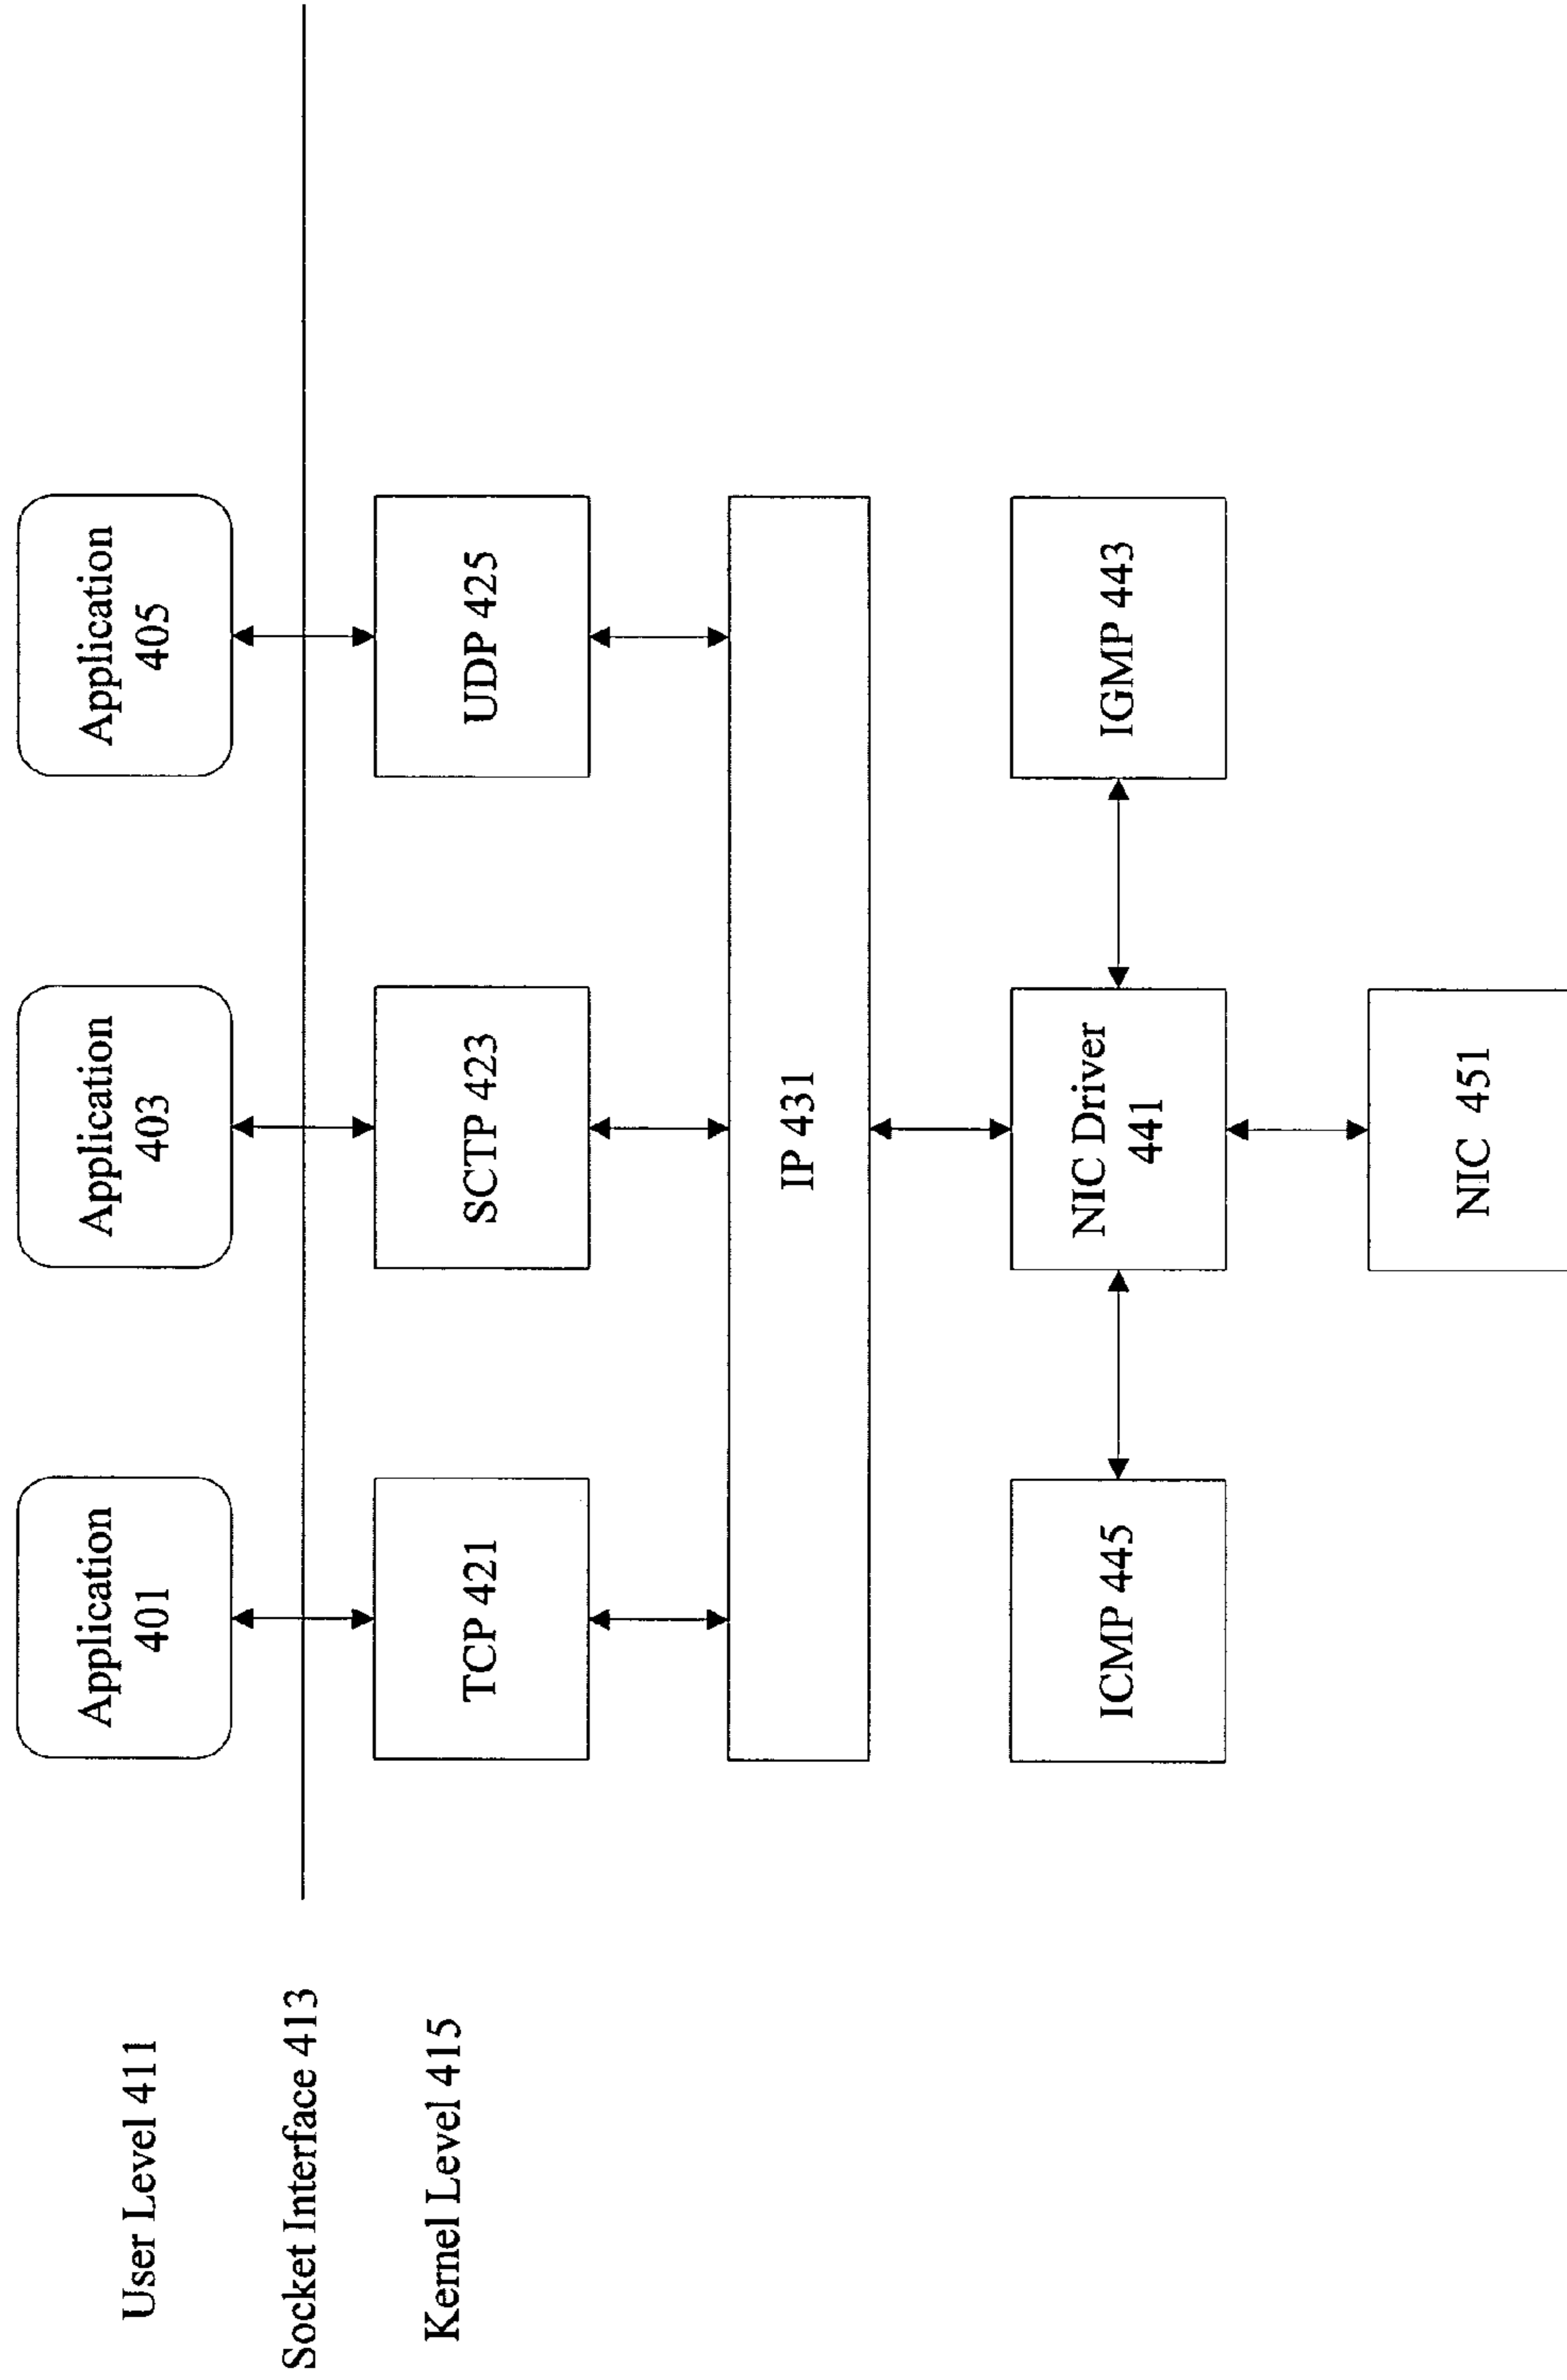 User Level 411
Application
401
Application
403
Application
405
Socket Interface 413
Kernel Level 415
TCP 421
SCTP 423
UDP 425
IP 431
ICMP 445
NIC Driver
441
IGMP 443
NIC 451